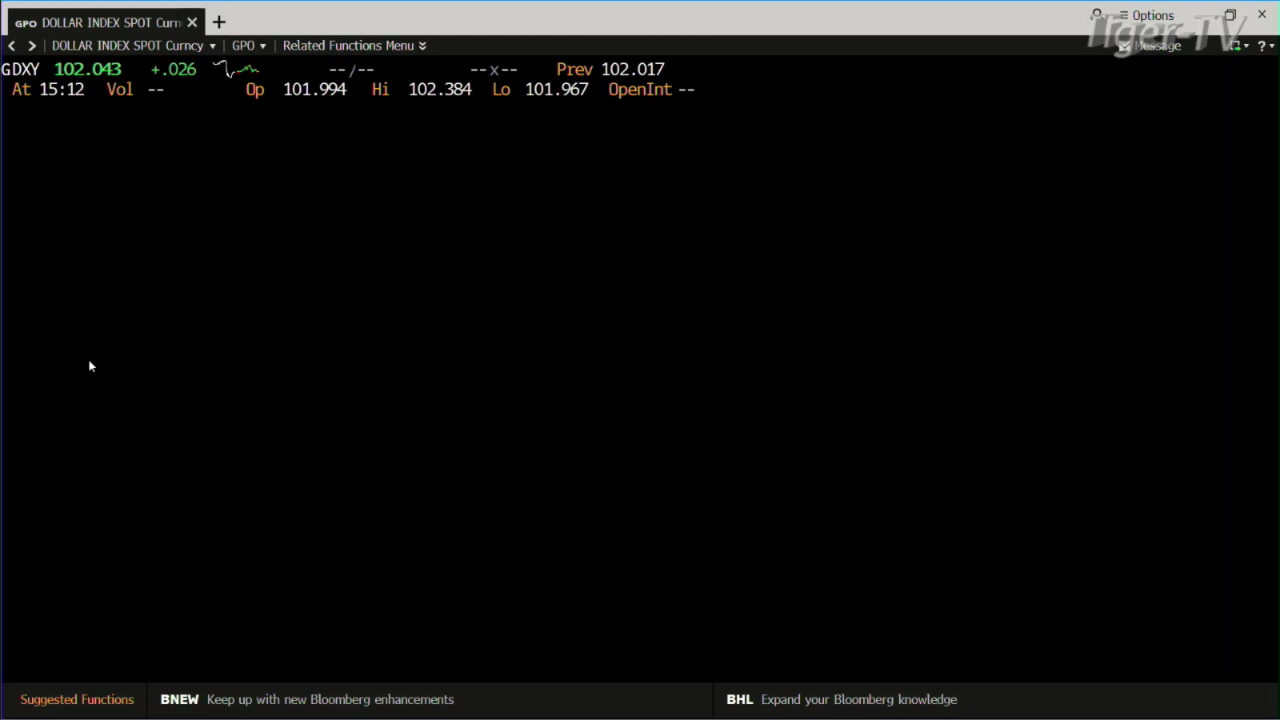 GPO DOLLAR INDEX SPOT Curn × +
Options
Tiger-TV
DOLLAR INDEX SPOT Curncy GPO Related Functions Menu
Message
?
GDXY 102.043 +.026 --/-- --x-- Prev 102.017
At 15:12 Vol -- Op 101.994 Hi 102.384 Lo 101.967 OpenInt --
Suggested Functions BNEW Keep up with new Bloomberg enhancements BHL Expand your Bloomberg knowledge